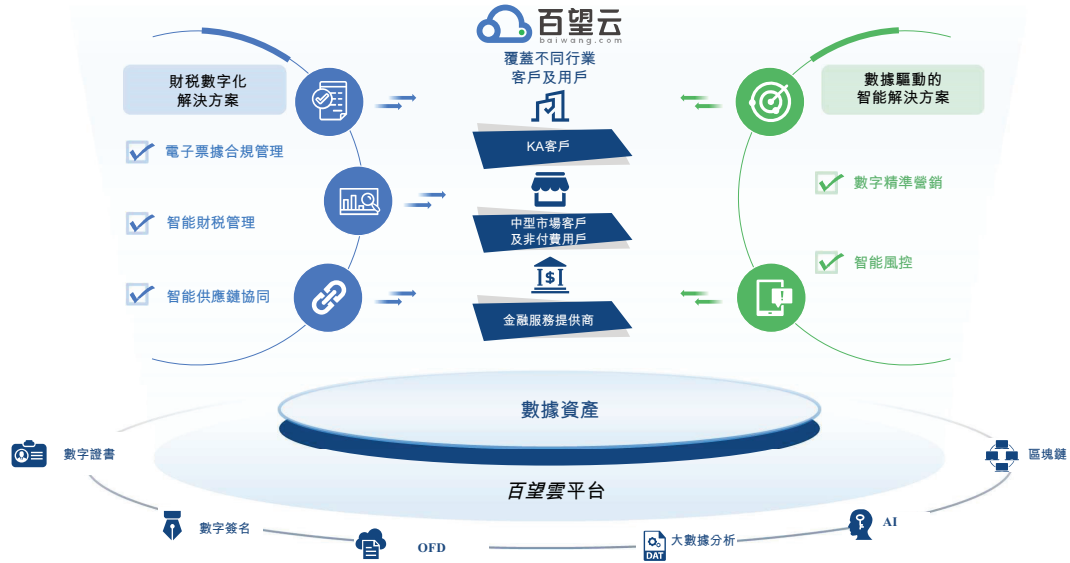 百望云
baiwang.com
覆蓋不同行業
客戶及用戶
財税數字化
解決方案
電子票據合規管理
智能財税管理
智能供應鏈協同
KA客戶
中型市場客戶
及非付費用戶
$
金融服務提供商
數據驅動的
智能解決方案
數字精準營銷
智能風控
!
數據資產
百望雲平台
數字證書
數字簽名
OFD
DAT
大數據分析
AI
區塊鏈